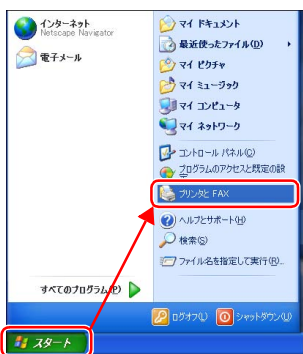 インターネット
Netscape Navigator
電子メール
すべてのプログラム(P)
マイ ドキュメント
最近使ったファイル(D)
マイ ピクチャ
マイ ミュージック
マイ コンピュータ
マイ ネットワーク
コントロール パネル(C)
プログラムのアクセスと既定の設
定
プリンタと FAX
ヘルプとサポート(H)
検索(S)
ファイル名を指定して実行(R)...
ログオフ(L)
シャットダウン(U)
スタート